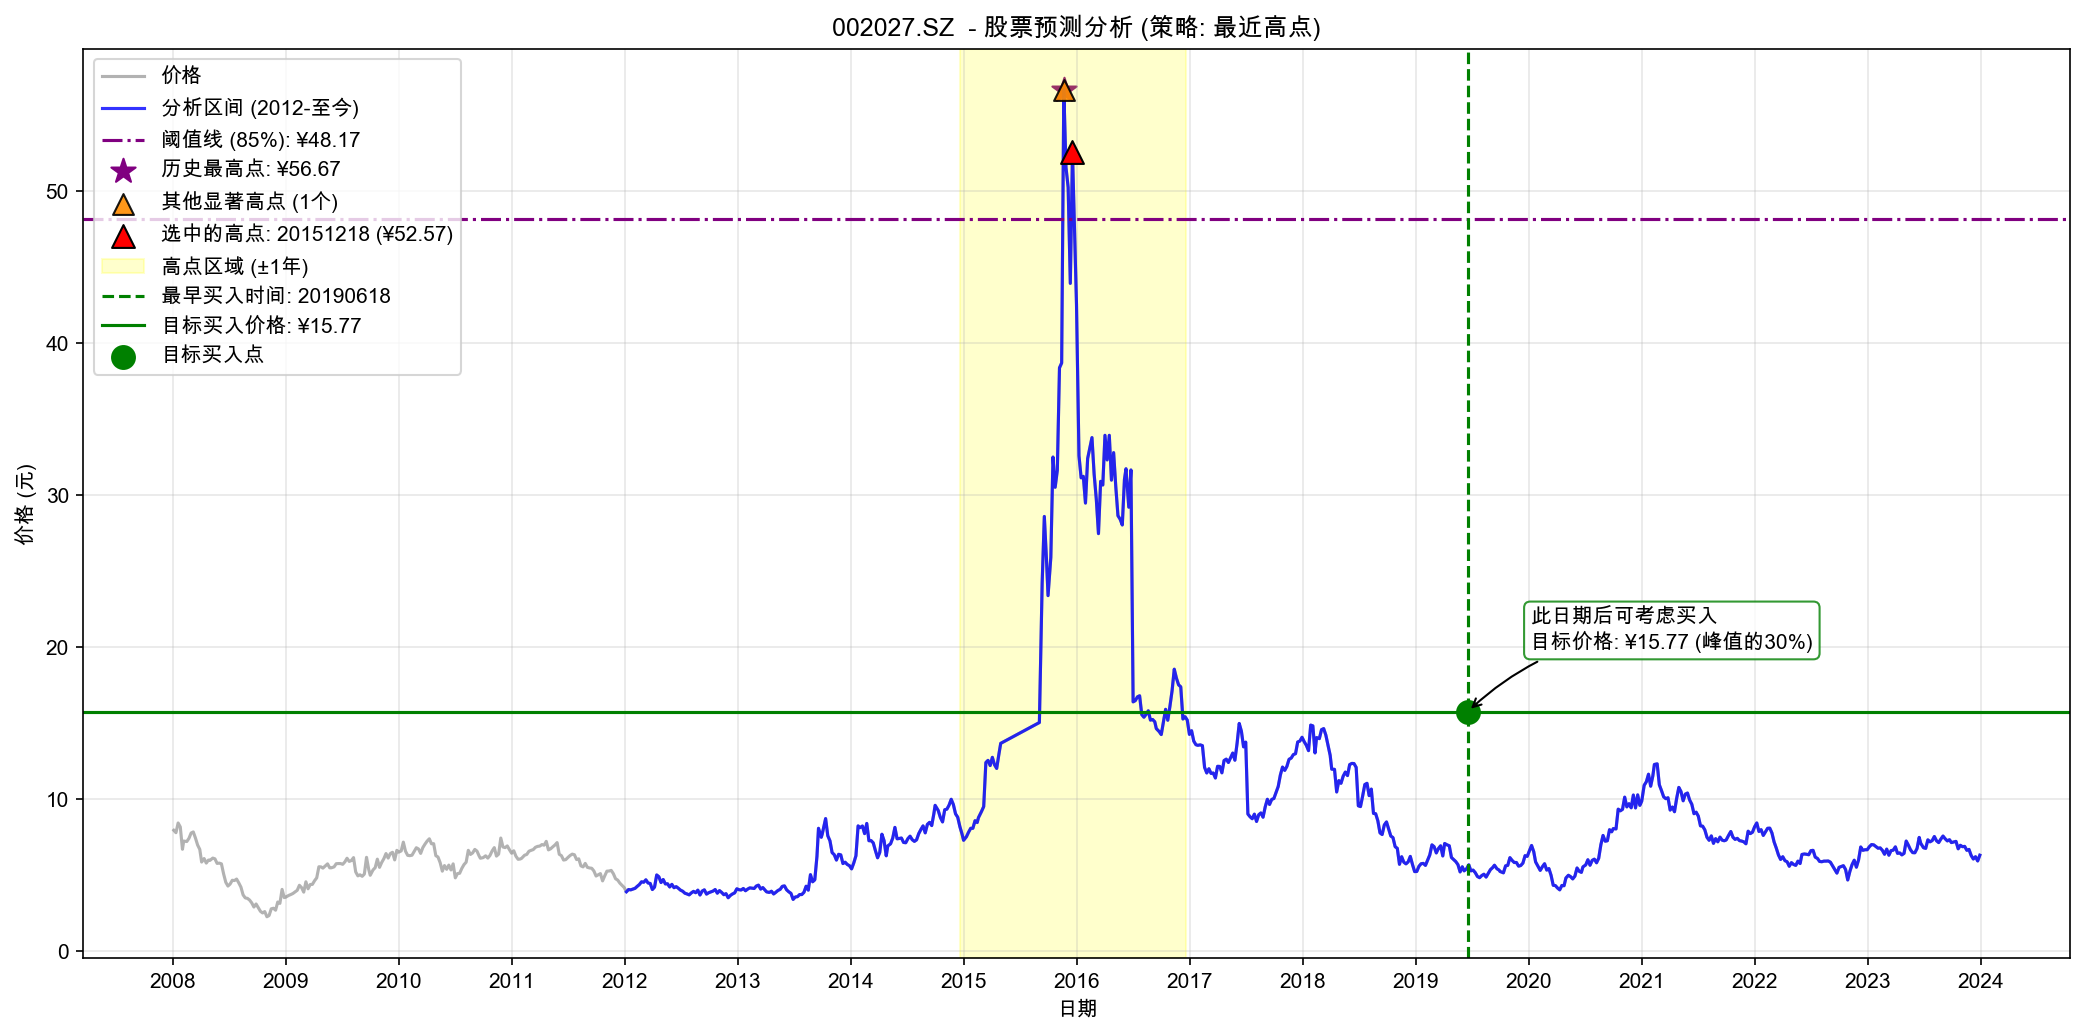 002027.SZ - 股票预测分析 (策略: 最近高点)
价格
分析区间 (2012-至今)
阈值线 (85%): ¥48.17
历史最高点: ¥56.67
其他显著高点 (1个)
选中的高点: 20151218 (¥52.57)
高点区域 (±1年)
最早买入时间: 20190618
目标买入价格: ¥15.77
目标买入点
此日期后可考虑买入
目标价格: ¥15.77 (峰值的30%)
价格 (元)
50
40
30
20
10
0
2008 2009 2010 2011 2012 2013 2014 2015 2016 2017 2018 2019 2020 2021 2022 2023 2024
日期